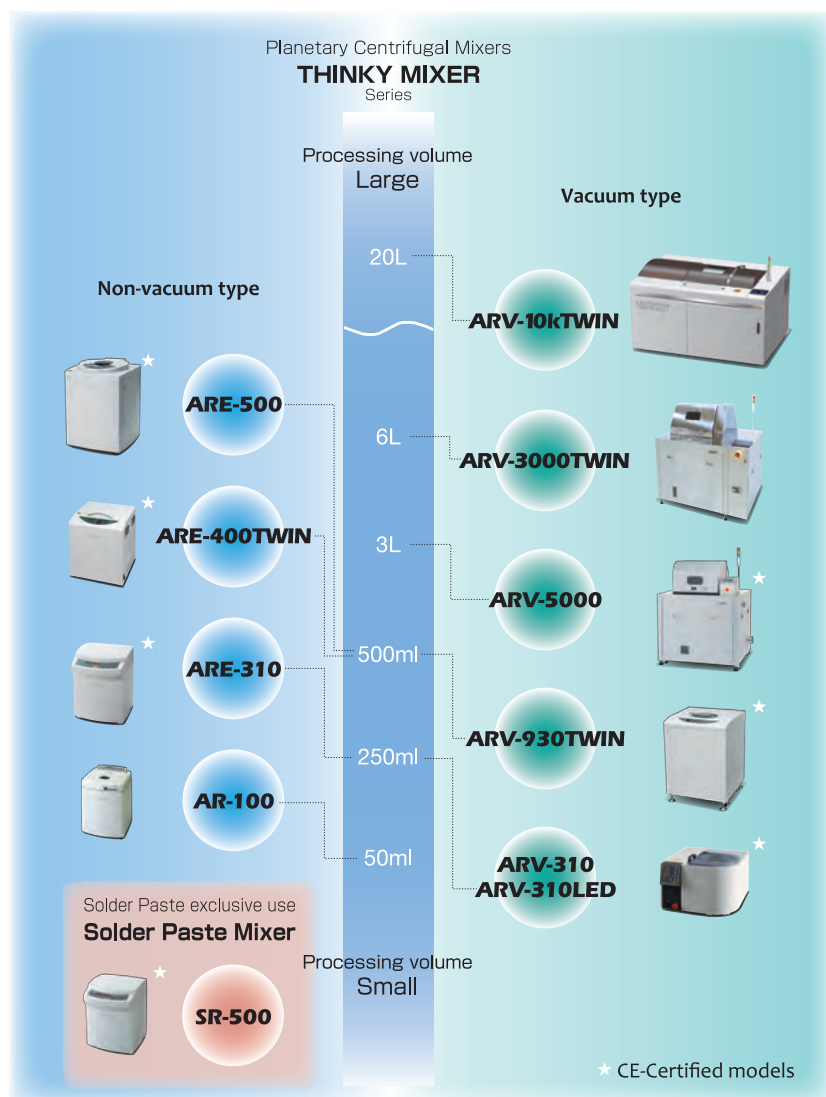 Planetary Centrifugal Mixers
THINKY MIXER
Series
Processing volume
Large
Vacuum type
20L
Non-vacuum type
ARV-10kTWIN
ARE-500
6L
ARV-3000TWIN
ARE-400TWIN
3L
ARV-5000
500ml
ARE-310
ARV-930TWIN
250ml
AR-100
50ml
ARV-310
ARV-310LED
Solder Paste exclusive use
Solder Paste Mixer
Processing volume
Small
SR-500
★ CE-Certified models